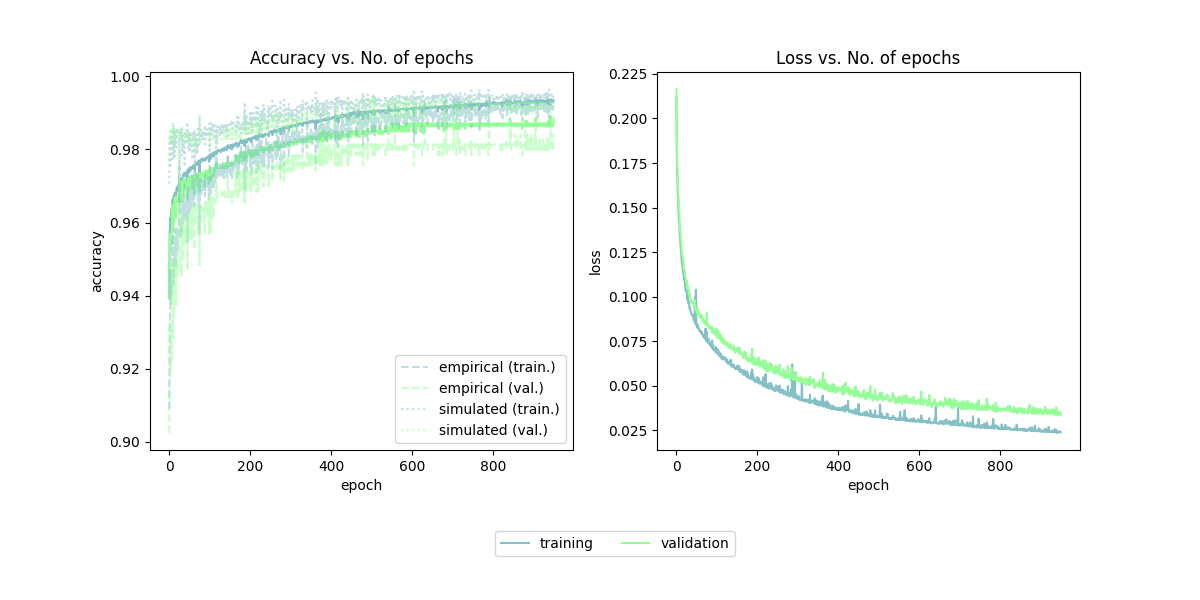 Accuracy vs. No. of epochs
1.00
0.98
0.96
0.94
0.92
0.90
accuracy
0
200
400
600
800
epoch
empirical (train.)
empirical (val.)
simulated (train.)
simulated (val.)
Loss vs. No. of epochs
0.225
0.200
0.175
0.150
0.125
0.100
0.075
0.050
0.025
loss
0
200
400
600
800
epoch
training
validation